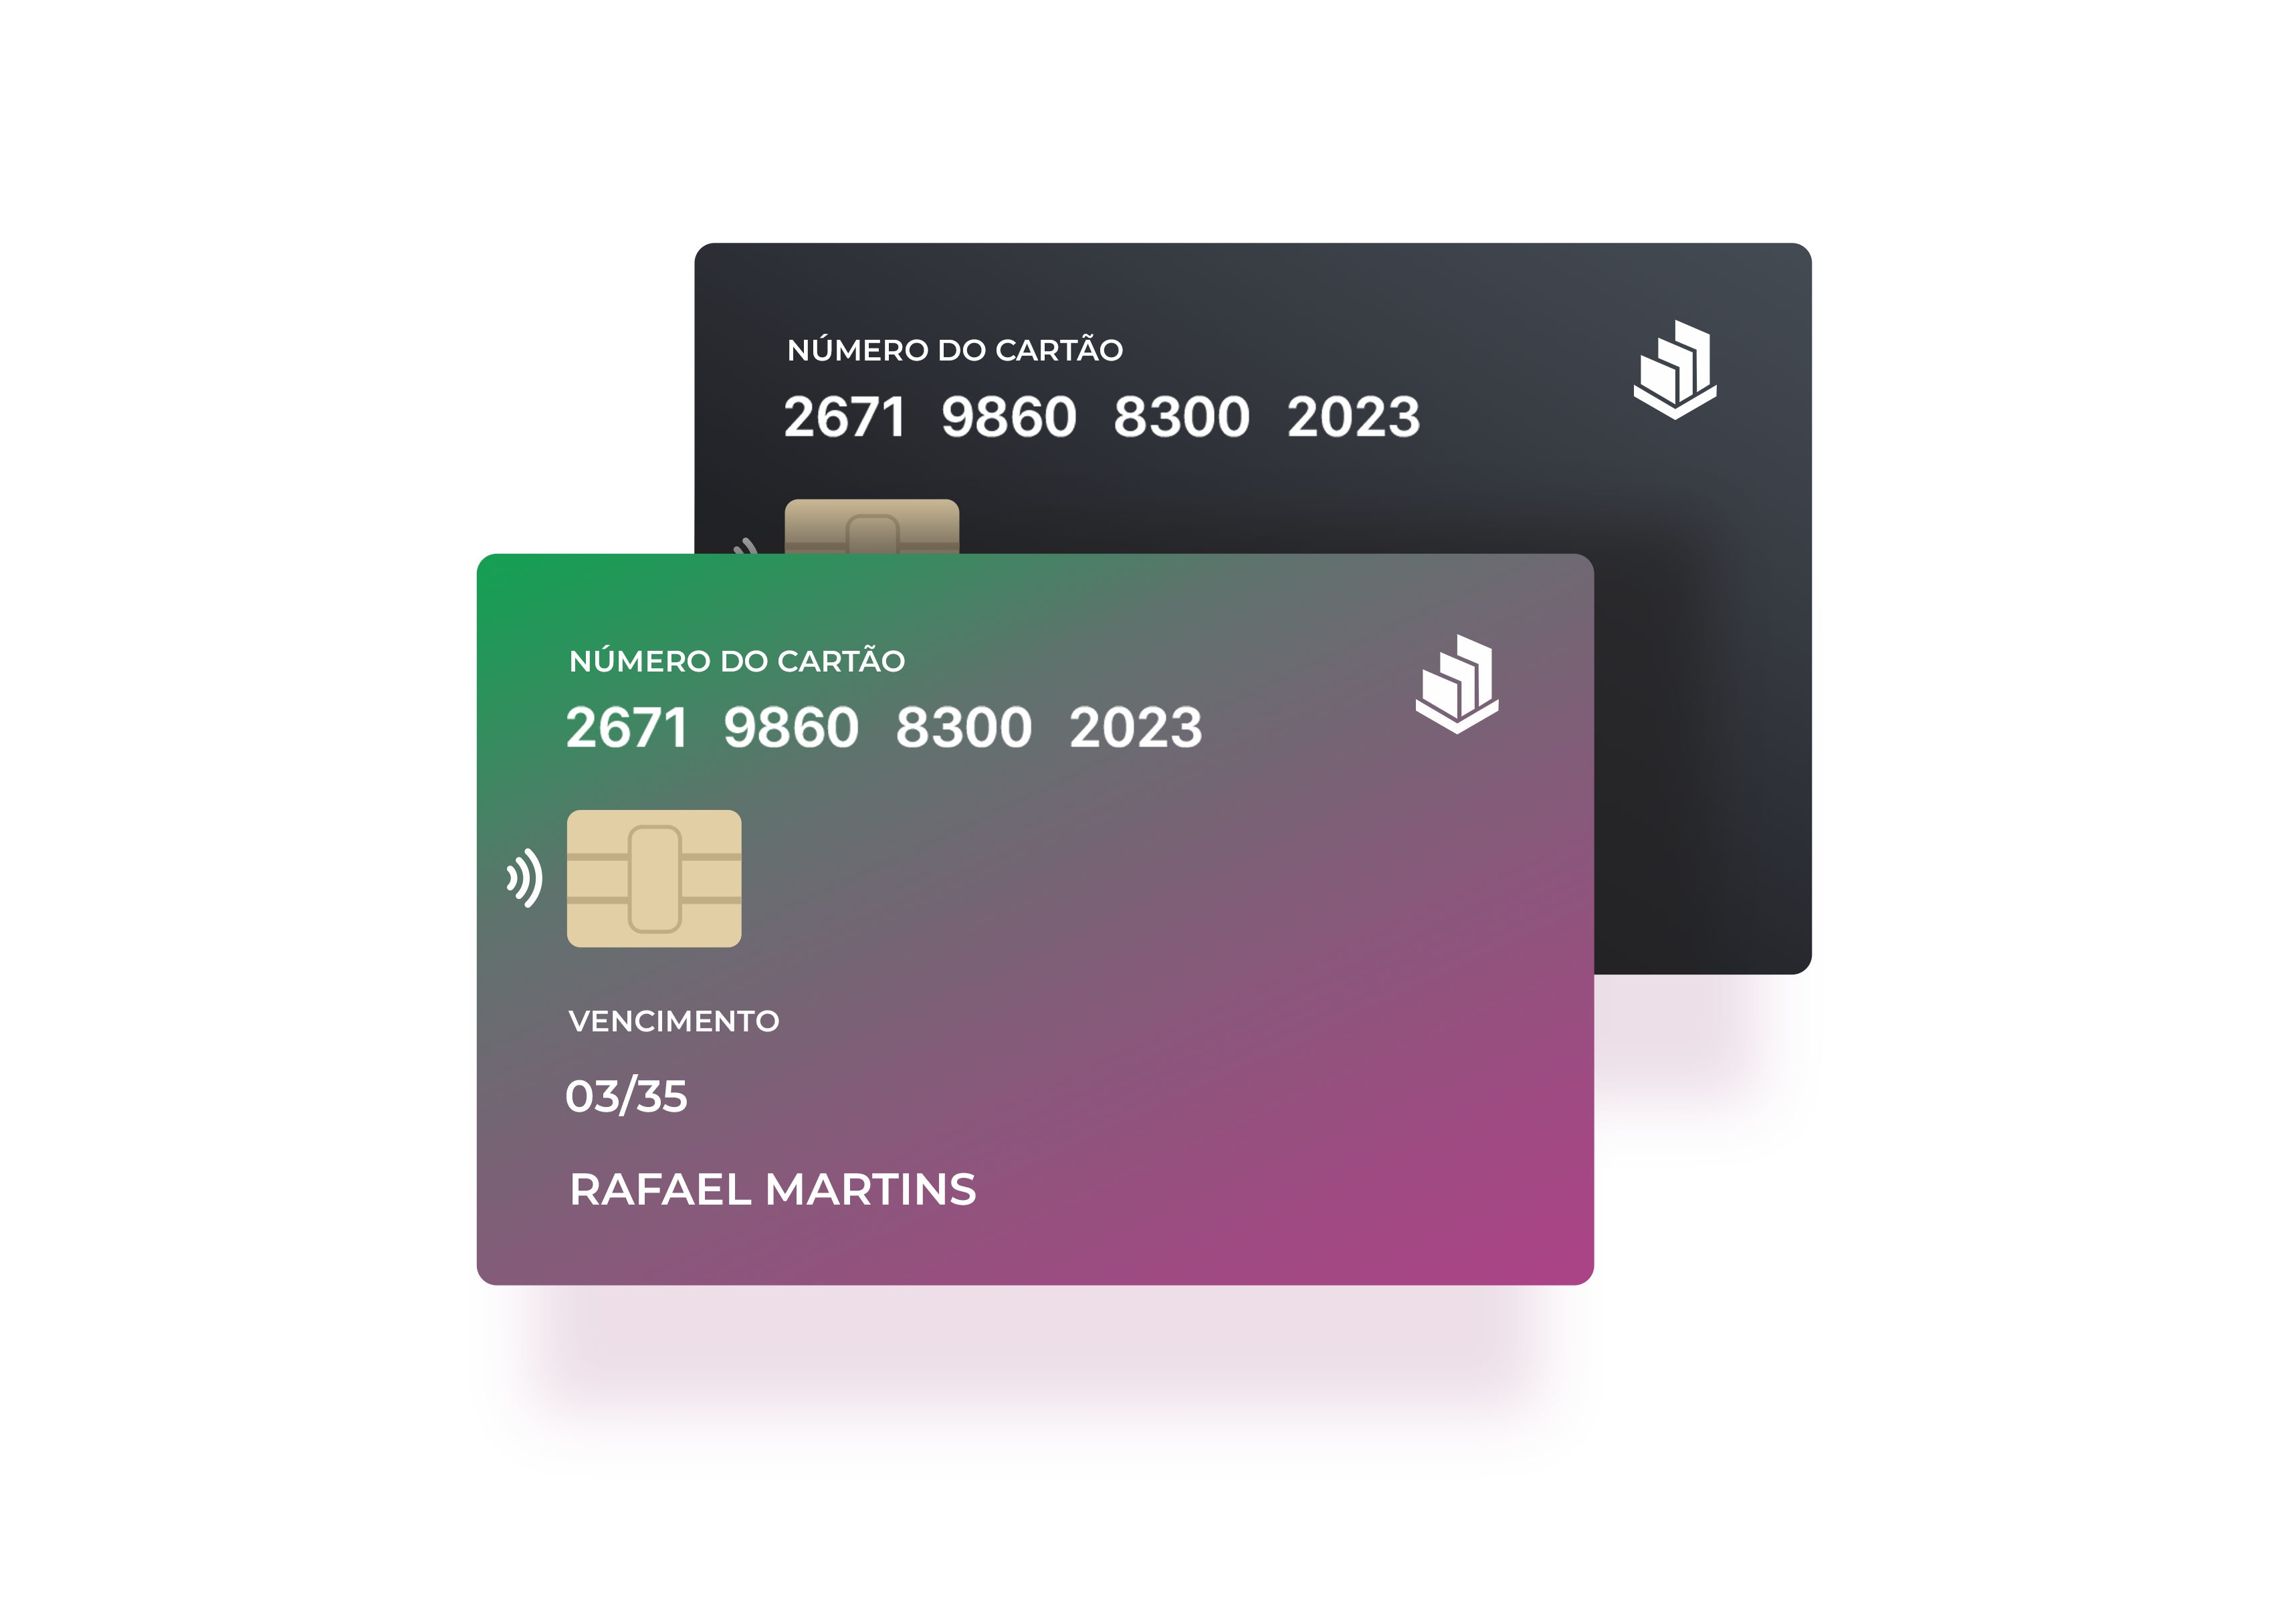 NÚMERO DO CARTÃO
2671 9860 8300 2023
NÚMERO DO CARTÃO
2671 9860 8300 2023
VENCIMENTO
03/35
RAFAEL MARTINS